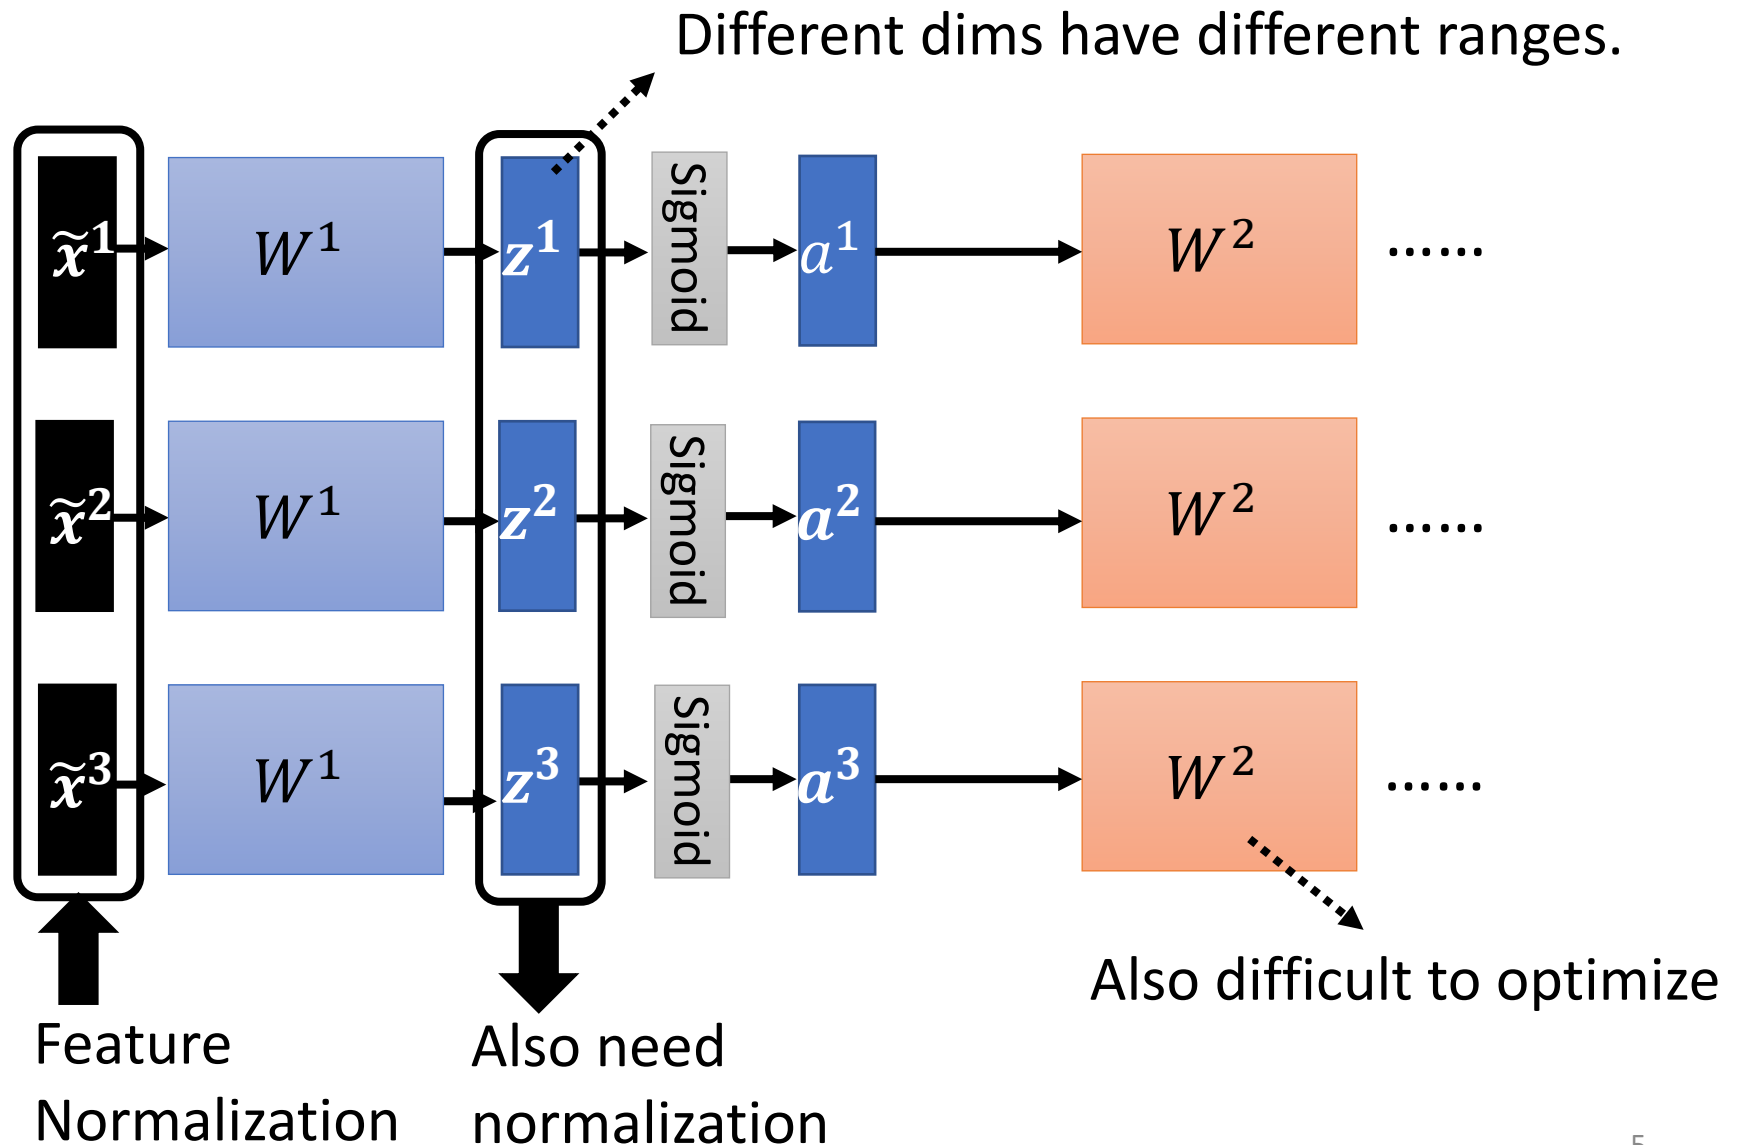 Different dims have different ranges.
x̃¹ W¹ z¹ Sigmoid a¹ W² ……
x̃² W¹ z² Sigmoid a² W² ……
x̃³ W¹ z³ Sigmoid a³ W² ……
Also difficult to optimize
Feature
Normalization
Also need
normalization
5